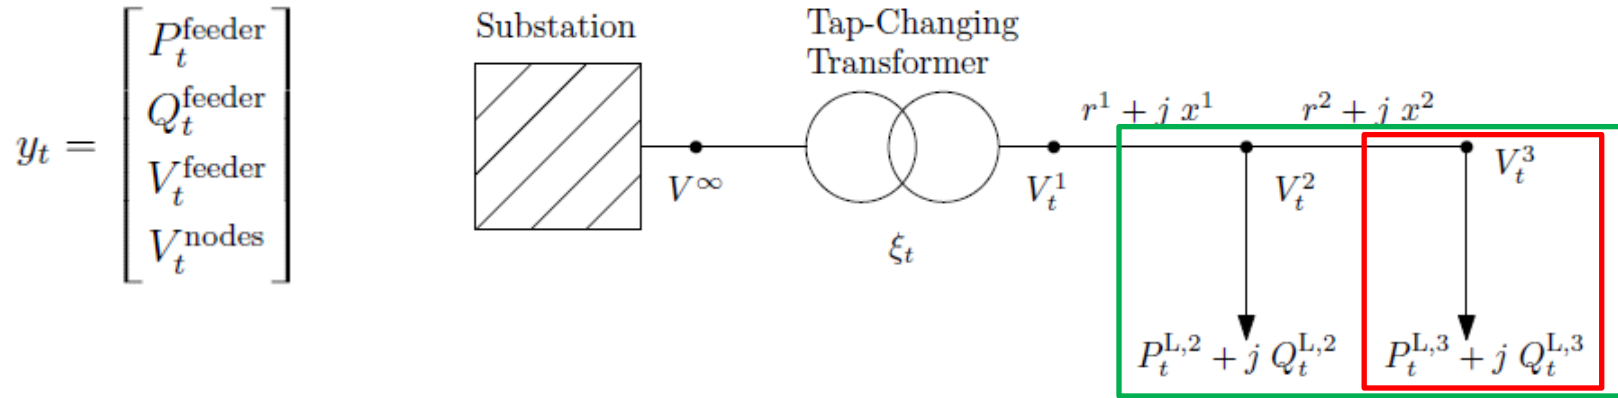 y_t =
P_t^feeder
Q_t^feeder
V_t^feeder
V_t^nodes
Substation
Tap-Changing
Transformer
r^1 + j x^1
r^2 + j x^2
V^∞
V_t^1
V_t^2
V_t^3
ξ_t
P_t^L,2 + j Q_t^L,2
P_t^L,3 + j Q_t^L,3